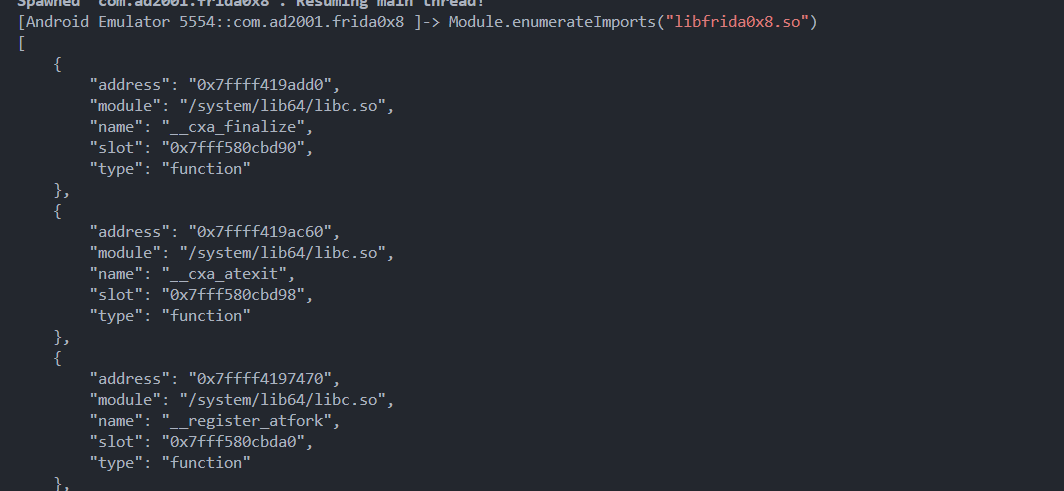 Spawned `com.ad2001.frida0x8`. Resuming main thread!
[Android Emulator 5554::com.ad2001.frida0x8 ]-> Module.enumerateImports("libfrida0x8.so")
[
    {
        "address": "0x7ffff419add0",
        "module": "/system/lib64/libc.so",
        "name": "__cxa_finalize",
        "slot": "0x7fff580cbd90",
        "type": "function"
    },
    {
        "address": "0x7ffff419ac60",
        "module": "/system/lib64/libc.so",
        "name": "__cxa_atexit",
        "slot": "0x7fff580cbd98",
        "type": "function"
    },
    {
        "address": "0x7ffff4197470",
        "module": "/system/lib64/libc.so",
        "name": "__register_atfork",
        "slot": "0x7fff580cbda0",
        "type": "function"
    },